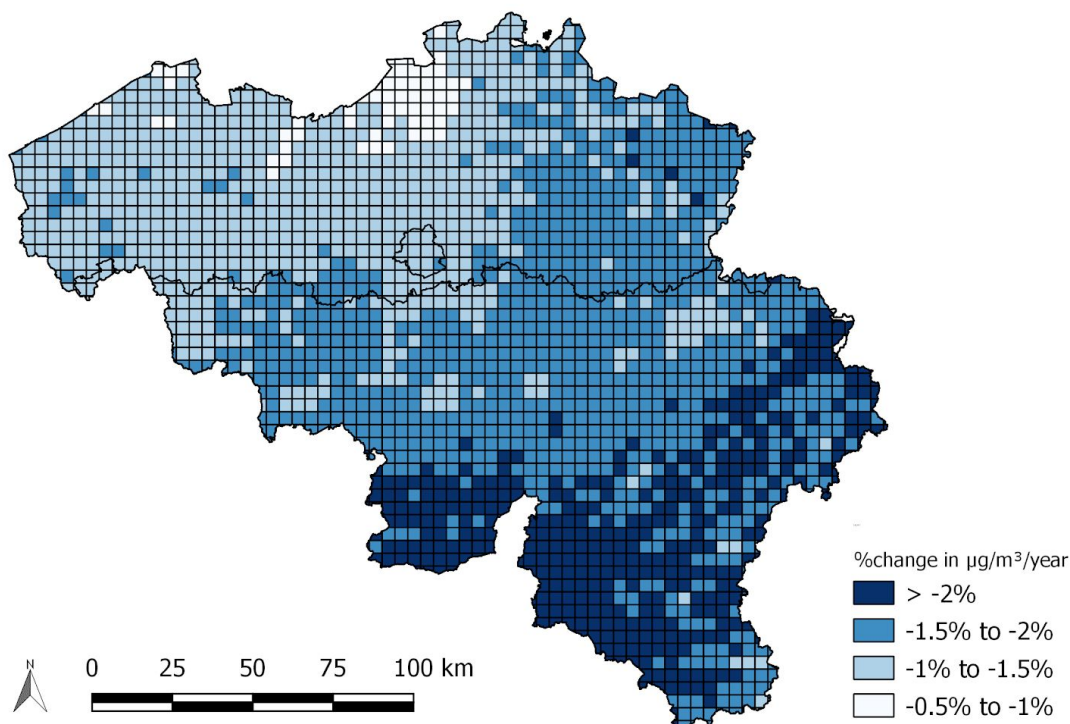 %change in µg/m³/year
> -2%
-1.5% to -2%
-1% to -1.5%
-0.5% to -1%
N
0 25 50 75 100 km